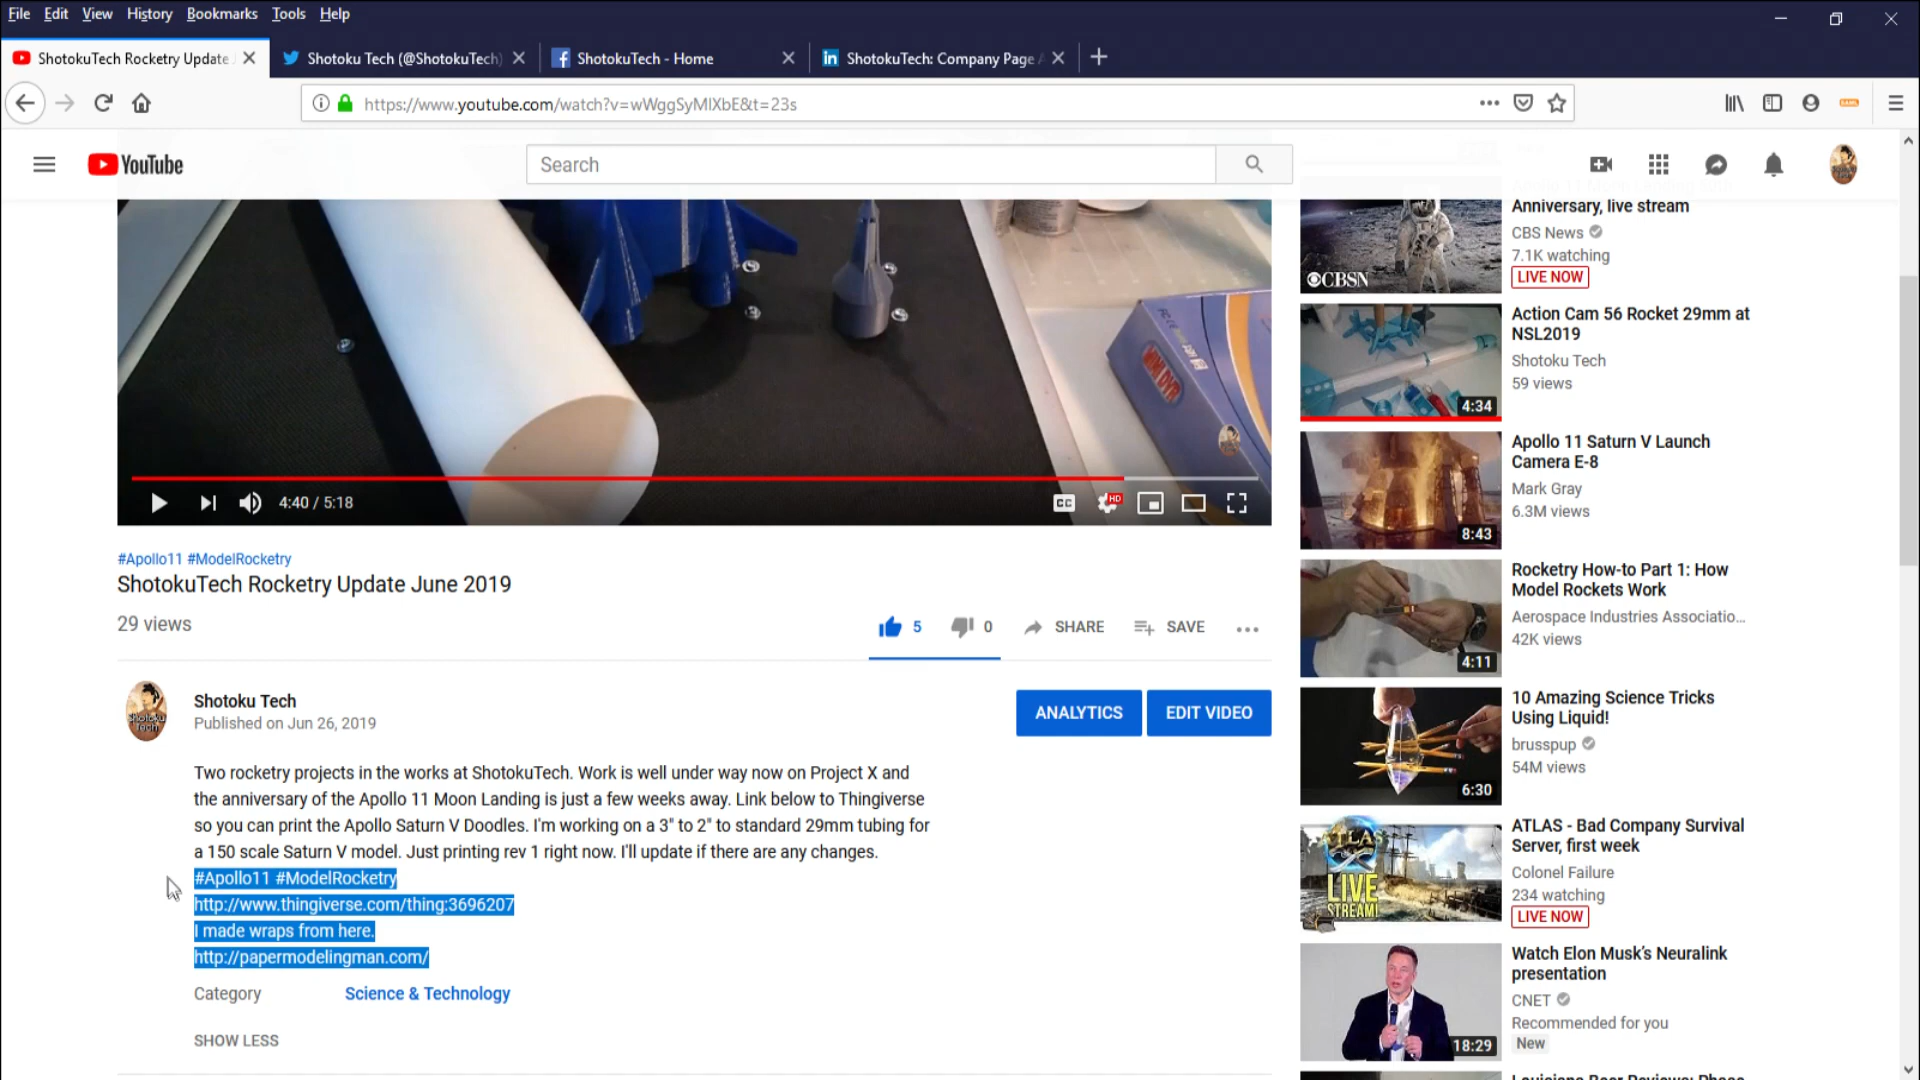 File Edit View History Bookmarks Tools Help
ShotokuTech Rocketry Update
Shotoku Tech (@ShotokuTech)
ShotokuTech - Home
ShotokuTech: Company Page
https://www.youtube.com/watch?v=wWggSyMlXbE&t=23s
YouTube
Search
Anniversary, live stream
CBS News
7.1K watching
LIVE NOW
CBSN
Action Cam 56 Rocket 29mm at
NSL2019
Shotoku Tech
59 views
4:34
MINI DVR
4:40 / 5:18
CC
HD
Apollo 11 Saturn V Launch
Camera E-8
Mark Gray
6.3M views
8:43
#Apollo11 #ModelRocketry
ShotokuTech Rocketry Update June 2019
29 views
5 0 SHARE SAVE
Rocketry How-to Part 1: How
Model Rockets Work
Aerospace Industries Associatio...
42K views
4:11
Shotoku Tech
Published on Jun 26, 2019
ANALYTICS EDIT VIDEO
10 Amazing Science Tricks
Using Liquid!
brusspup
54M views
6:30
Two rocketry projects in the works at ShotokuTech. Work is well under way now on Project X and
the anniversary of the Apollo 11 Moon Landing is just a few weeks away. Link below to Thingiverse
so you can print the Apollo Saturn V Doodles. I'm working on a 3" to 2" to standard 29mm tubing for
a 150 scale Saturn V model. Just printing rev 1 right now. I'll update if there are any changes.
#Apollo11 #ModelRocketry
http://www.thingiverse.com/thing:3696207
I made wraps from here.
http://papermodelingman.com/
Category Science & Technology
SHOW LESS
ATLAS - Bad Company Survival
Server, first week
Colonel Failure
234 watching
LIVE NOW
ATLAS
LIVE
STREAM!
Watch Elon Musk's Neuralink
presentation
CNET
Recommended for you
New
18:29